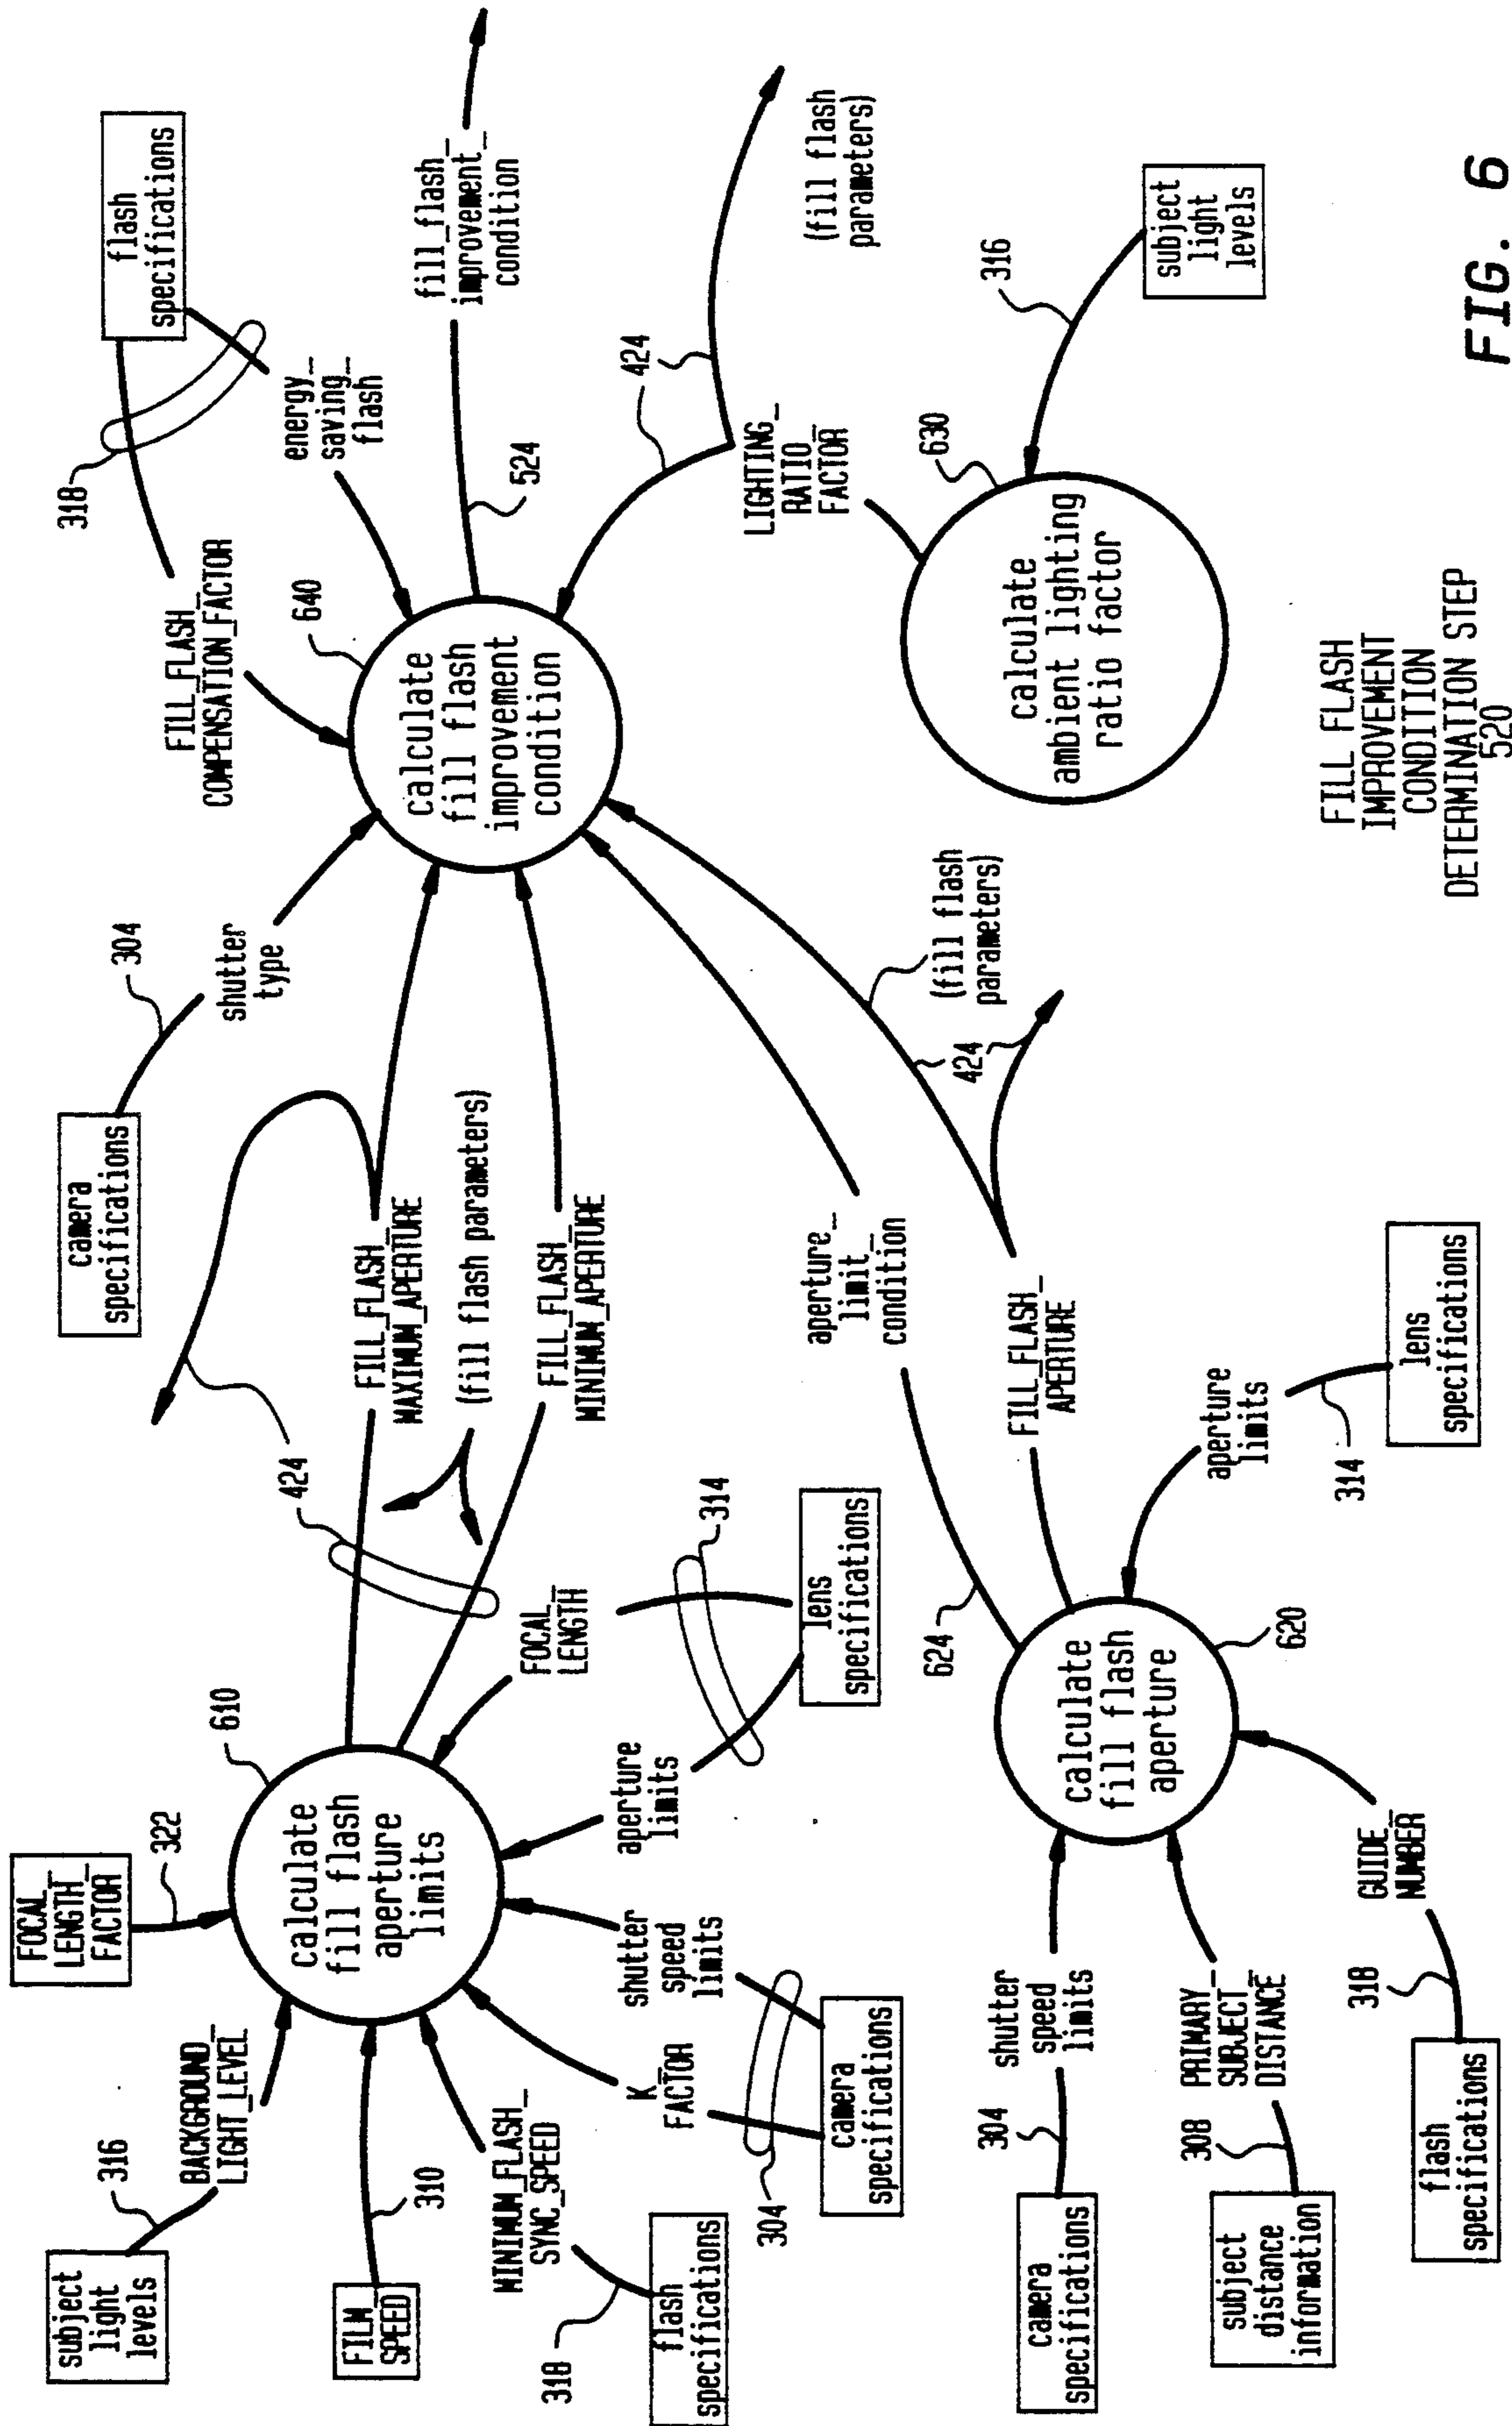 subject
light
levels
316
BACKGROUND_
LIGHT_LEVEL
FOCAL_
LENGTH_
FACTOR
322
FILM_
SPEED
310
MINIMUM_FLASH_
SYNC_SPEED
318
flash
specifications
K_
FACTOR
shutter
speed
limits
304
camera
specifications
calculate
fill flash
aperture
limits
610
aperture
limits
FOCAL_
LENGTH
314
lens
specifications
424
FILL_FLASH_
MAXIMUM_APERTURE
(fill flash parameters)
FILL_FLASH_
MINIMUM_APERTURE
camera
specifications
304
shutter
type
FILL_FLASH_
COMPENSATION_FACTOR
318
flash
specifications
energy_
saving_
flash
calculate
fill flash
improvement
condition
640
524
fill_flash_
improvement_
condition
424
LIGHTING_
RATIO_
FACTOR
(fill flash
parameters)
calculate
ambient lighting
ratio factor
630
316
subject
light
levels
camera
specifications
304
shutter
speed
limits
subject
distance
information
308
PRIMARY_
SUBJECT_
DISTANCE
flash
specifications
318
GUIDE_
NUMBER
calculate
fill flash
aperture
620
624
aperture_
limit_
condition
FILL_FLASH_
APERTURE
aperture
limits
314
lens
specifications
424
(fill flash
parameters)
FILL FLASH
IMPROVEMENT
CONDITION
DETERMINATION STEP
520
FIG. 6